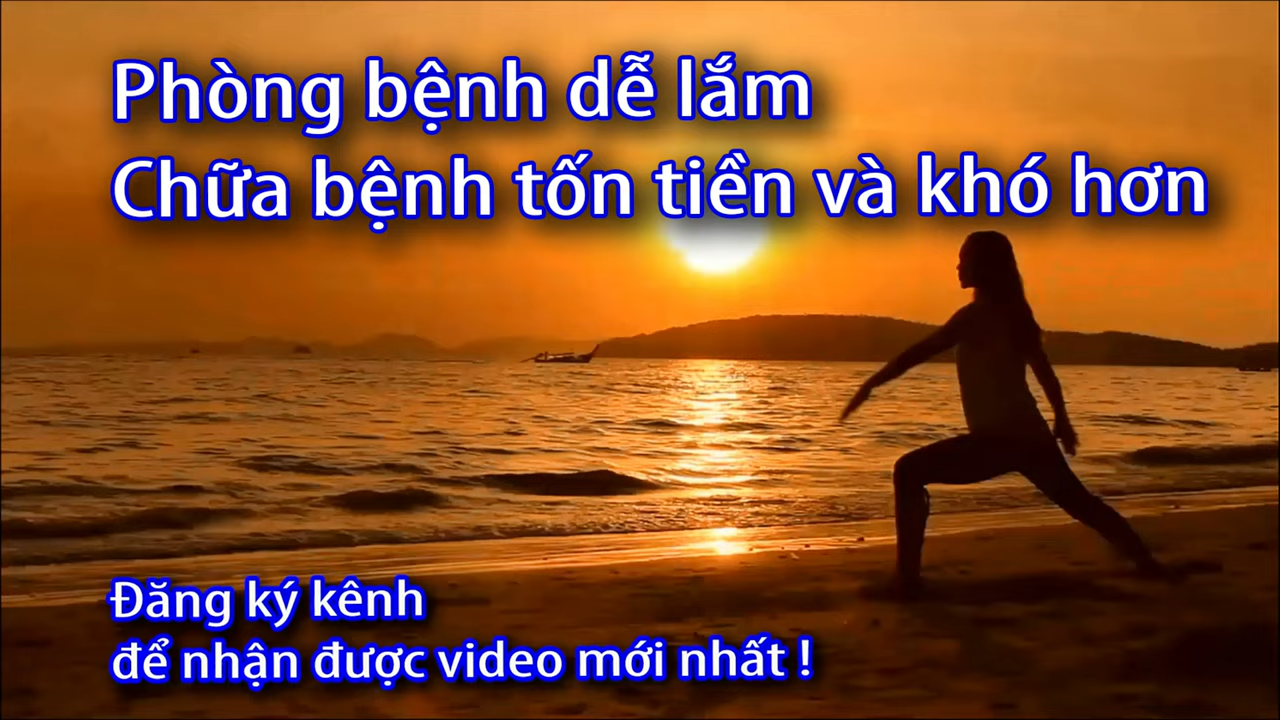 Phòng bệnh dễ lắm
Chữa bệnh tốn tiền và khó hơn
Đăng ký kênh
để nhận được video mới nhất !